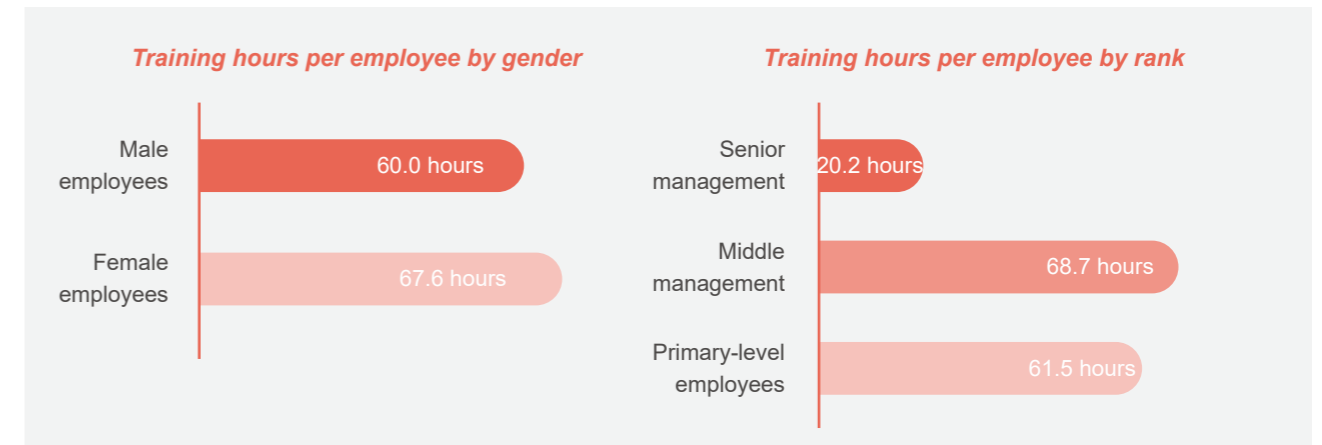 Training hours per employee by gender
Male
employees
60.0 hours
Female
employees
67.6 hours
Training hours per employee by rank
Senior
management
20.2 hours
Middle
management
68.7 hours
Primary-level
employees
61.5 hours